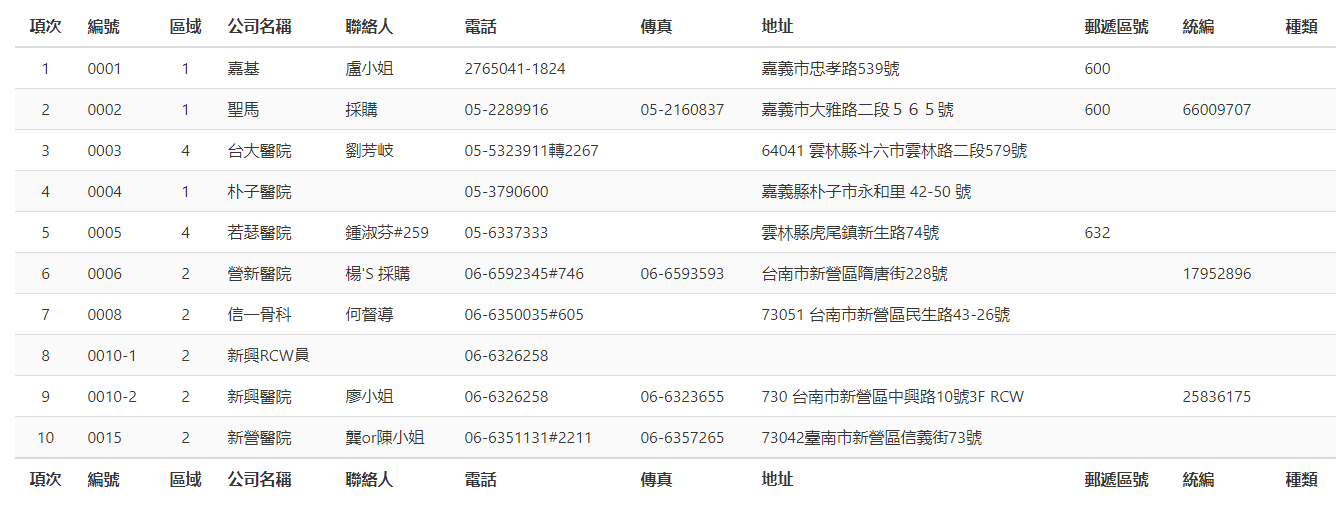 項次 編號 區域 公司名稱 聯絡人 電話 傳真 地址 郵遞區號 統編 種類
1 0001 1 嘉基 盧小姐 2765041-1824 嘉義市忠孝路539號 600
2 0002 1 聖馬 採購 05-2289916 05-2160837 嘉義市大雅路二段５６５號 600 66009707
3 0003 4 台大醫院 劉芳岐 05-5323911轉2267 64041 雲林縣斗六市雲林路二段579號
4 0004 1 朴子醫院 05-3790600 嘉義縣朴子市永和里 42-50 號
5 0005 4 若瑟醫院 鍾淑芬#259 05-6337333 雲林縣虎尾鎮新生路74號 632
6 0006 2 營新醫院 楊'S 採購 06-6592345#746 06-6593593 台南市新營區隋唐街228號 17952896
7 0008 2 信一骨科 何督導 06-6350035#605 73051 台南市新營區民生路43-26號
8 0010-1 2 新興RCW員 06-6326258
9 0010-2 2 新興醫院 廖小姐 06-6326258 06-6323655 730 台南市新營區中興路10號3F RCW 25836175
10 0015 2 新營醫院 龔or陳小姐 06-6351131#2211 06-6357265 73042臺南市新營區信義街73號
項次 編號 區域 公司名稱 聯絡人 電話 傳真 地址 郵遞區號 統編 種類